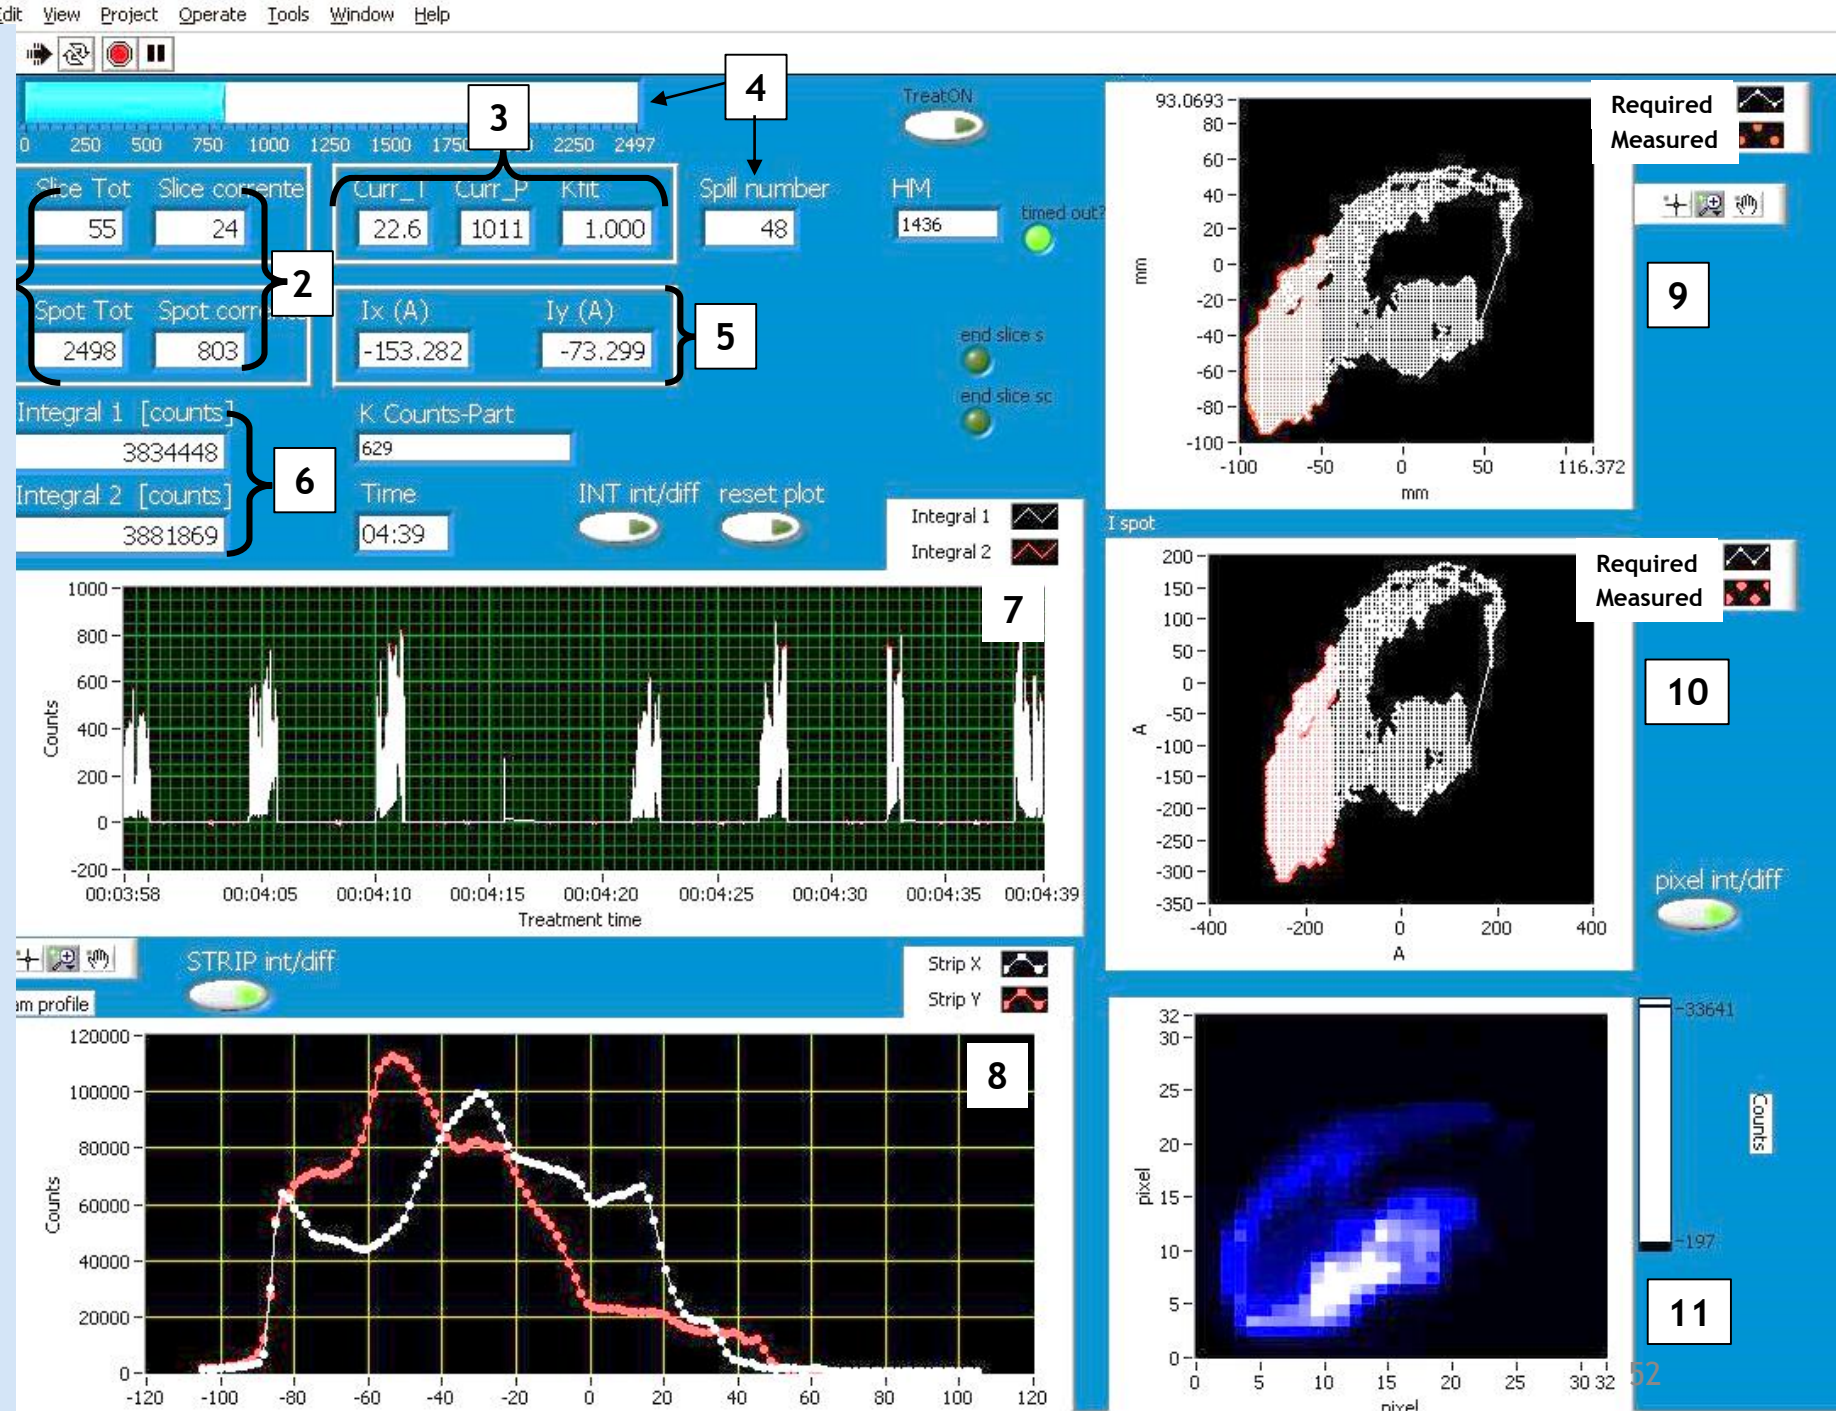 Edit View Project Operate Tools Window Help
4
3
TreatON
0 250 500 750 1000 1250 1500 1750 2250 2497
Slice Tot Slice corrente Curr_T Curr_P Kfit Spill number HM
55 24 22.6 1011 1.000 48 1436
timed out?
2
Spot Tot Spot corrente Ix (A) Iy (A)
2498 803 -153.282 -73.299
5
end slice s
end slice sc
Integral 1 [counts] K Counts-Part
3834448 629
6
Integral 2 [counts] Time INT int/diff reset plot
3881869 04:39
Integral 1
Integral 2
7
1000
800
600
400
200
0
-200
Counts
00:03:58 00:04:05 00:04:10 00:04:15 00:04:20 00:04:25 00:04:30 00:04:35 00:04:39
Treatment time
STRIP int/diff
Strip X
Strip Y
am profile
8
120000
100000
80000
60000
40000
20000
0
Counts
-120 -100 -80 -60 -40 -20 0 20 40 60 80 100 120
Required
Measured
9
93.0693
80
60
40
20
0
-20
-40
-60
-80
-100
mm
-100 -50 0 50 116.372
mm
I spot
Required
Measured
10
200
150
100
50
0
-50
-100
-150
-200
-250
-300
-350
A
-400 -200 0 200 400
A
pixel int/diff
32
30
25
20
15
10
5
0
pixel
0 5 10 15 20 25 30 32
pixel
33641
Counts
197
11
52